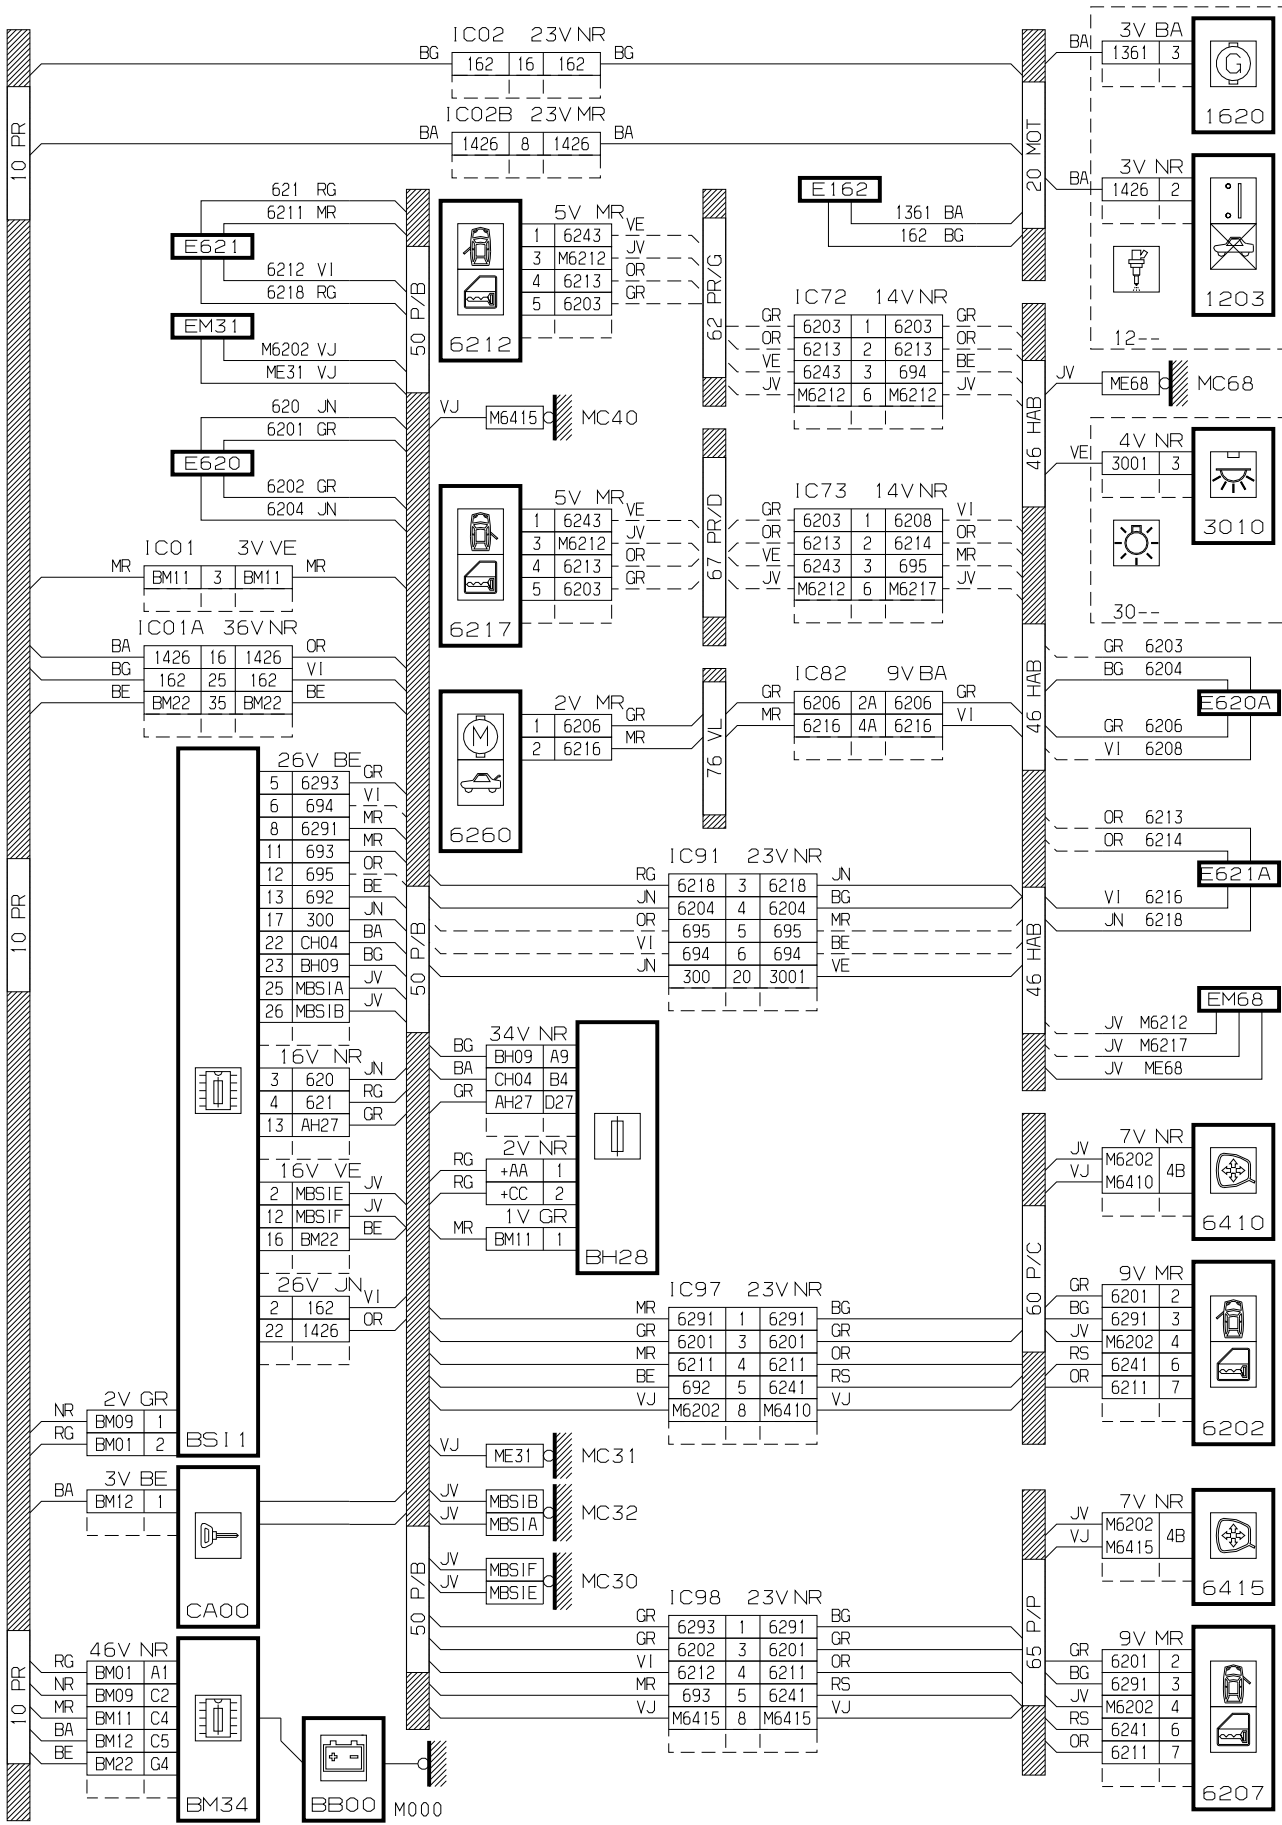 IC02 23V NR
BG 162 16 162 BG
IC02B 23V MR
BA 1426 8 1426 BA
10 PR
20 MOT
BA 3V BA
1361 3
1620
G
BA 3V NR
1426 2
1203
12--
E162
1361 BA
162 BG
621 RG
6211 MR
E621
6212 VI
6218 RG
EM31
M6202 VJ
ME31 VJ
620 JN
6201 GR
E620
6202 GR
6204 JN
50 P/B
5V MR
1 6243 VE
3 M6212 JV
4 6213 OR
5 6203 GR
6212
62 PR/G
VJ M6415 MC40
IC72 14V NR
GR 6203 1 6203 GR
OR 6213 2 6213 OR
VE 6243 3 694 BE
JV M6212 6 M6212 JV
46 HAB
JV ME68 MC68
VE 4V NR
3001 3
3010
30--
5V MR
1 6243 VE
3 M6212 JV
4 6213 OR
5 6203 GR
6217
67 PR/D
IC73 14V NR
GR 6203 1 6208 VI
OR 6213 2 6214 OR
VE 6243 3 695 MR
JV M6212 6 M6217 JV
IC01 3V VE
MR BM11 3 BM11 MR
IC01A 36V NR
BA 1426 16 1426 OR
BG 162 25 162 VI
BE BM22 35 BM22 BE
2V MR
1 6206 GR
2 6216 MR
M
6260
76 VL
IC82 9V BA
GR 6206 2A 6206 GR
MR 6216 4A 6216 VI
46 HAB
GR 6203
BG 6204
E620A
GR 6206
VI 6208
OR 6213
OR 6214
E621A
VI 6216
JN 6218
26V BE
5 6293 GR
6 694 VI
8 6291 MR
11 693 MR
12 695 OR
13 692 BE
17 300 JN
22 CH04 BA
23 BH09 BG
25 MBSIA JV
26 MBSIB JV
16V NR
3 620 JN
4 621 RG
13 AH27 GR
16V VE
2 MBSIE JV
12 MBSIF JV
16 BM22 BE
26V JN
2 162 VI
22 1426 OR
10 PR
50 P/B
IC91 23V NR
RG 6218 3 6218 JN
JN 6204 4 6204 BG
OR 695 5 695 MR
VI 694 6 694 BE
JN 300 20 3001 VE
46 HAB
EM68
JV M6212
JV M6217
JV ME68
34V NR
BG BH09 A9
BA CH04 B4
GR AH27 D27
2V NR
RG +AA 1
RG +CC 2
1V GR
MR BM11 1
BH28
7V NR
JV M6202
VJ M6410
4B
6410
60 P/C
9V MR
GR 6201 2
BG 6291 3
JV M6202 4
RS 6241 6
OR 6211 7
6202
IC97 23V NR
MR 6291 1 6291 BG
GR 6201 3 6201 GR
MR 6211 4 6211 OR
BE 692 5 6241 RS
VJ M6202 8 M6410 VJ
2V GR
NR BM09 1
RG BM01 2
BSI1
VJ ME31 MC31
3V BE
BA BM12 1
CA00
JV MBSIB
JV MBSIA
MC32
JV MBSIF
JV MBSIE
MC30
50 P/B
7V NR
JV M6202
VJ M6415
4B
6415
65 P/P
IC98 23V NR
GR 6293 1 6291 BG
GR 6202 3 6201 GR
VI 6212 4 6211 OR
MR 693 5 6241 RS
VJ M6415 8 M6415 VJ
9V MR
GR 6201 2
BG 6291 3
JV M6202 4
RS 6241 6
OR 6211 7
6207
10 PR
46V NR
RG BM01 A1
NR BM09 C2
MR BM11 C4
BA BM12 C5
BE BM22 G4
BM34
+ -
BB00
M000